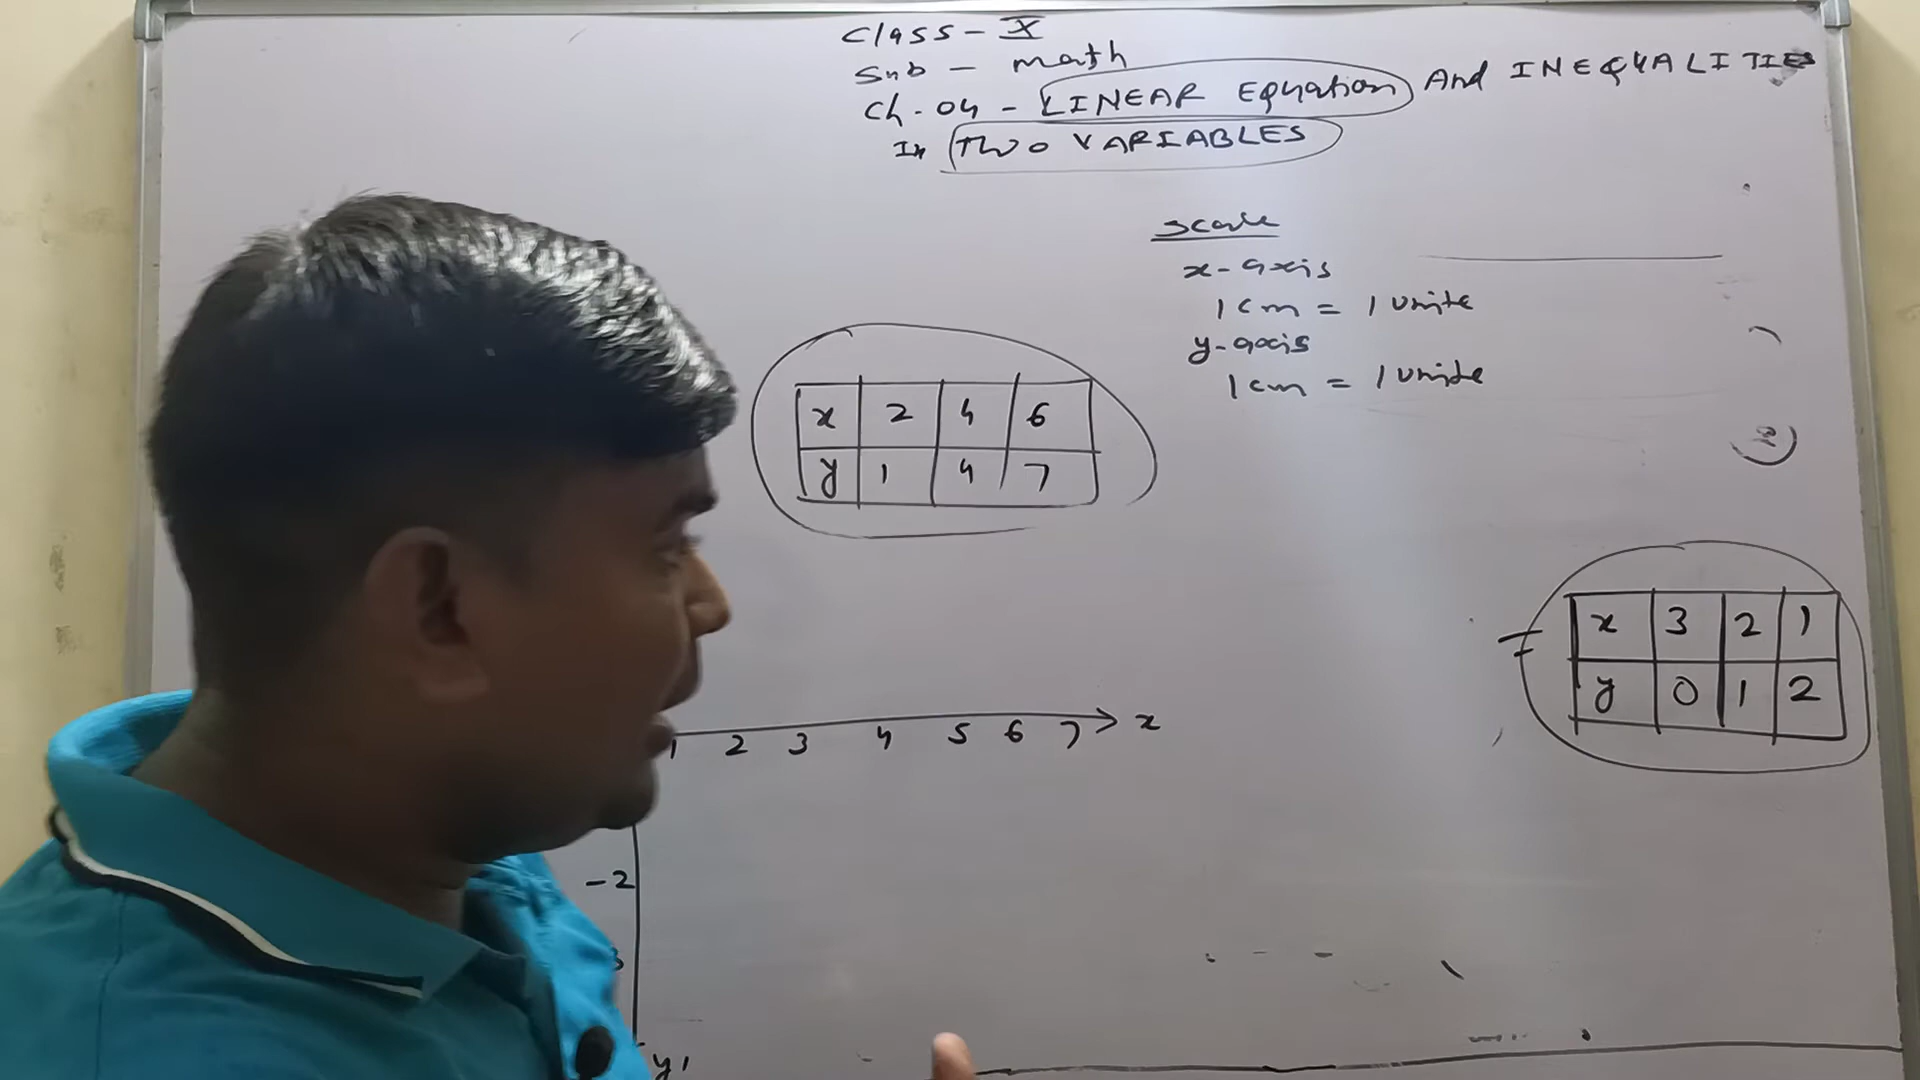 Class - X
Sub - math
Ch-04 - LINEAR Equation And INEQUALITIES
In TWO VARIABLES
scale
x-axis
1 cm = 1 unite
y-axis
1 cm = 1 unite
x 2 4 6
y 1 4 7
x 3 2 1
y 0 1 2
1 2 3 4 5 6 7 x
-2
3
y'